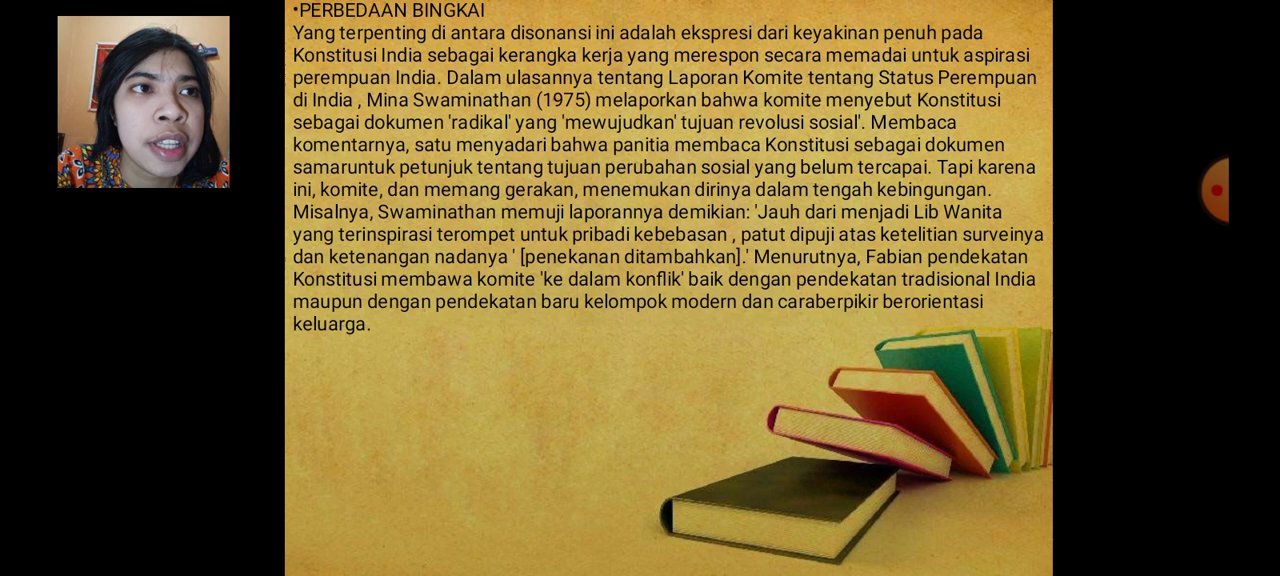 •PERBEDAAN BINGKAI
Yang terpenting di antara disonansi ini adalah ekspresi dari keyakinan penuh pada
Konstitusi India sebagai kerangka kerja yang merespon secara memadai untuk aspirasi
perempuan India. Dalam ulasannya tentang Laporan Komite tentang Status Perempuan
di India , Mina Swaminathan (1975) melaporkan bahwa komite menyebut Konstitusi
sebagai dokumen 'radikal' yang 'mewujudkan' tujuan revolusi sosial'. Membaca
komentarnya, satu menyadari bahwa panitia membaca Konstitusi sebagai dokumen
samaruntuk petunjuk tentang tujuan perubahan sosial yang belum tercapai. Tapi karena
ini, komite, dan memang gerakan, menemukan dirinya dalam tengah kebingungan.
Misalnya, Swaminathan memuji laporannya demikian: 'Jauh dari menjadi Lib Wanita
yang terinspirasi terompet untuk pribadi kebebasan , patut dipuji atas ketelitian surveinya
dan ketenangan nadanya ' [penekanan ditambahkan].' Menurutnya, Fabian pendekatan
Konstitusi membawa komite 'ke dalam konflik' baik dengan pendekatan tradisional India
maupun dengan pendekatan baru kelompok modern dan caraberpikir berorientasi
keluarga.